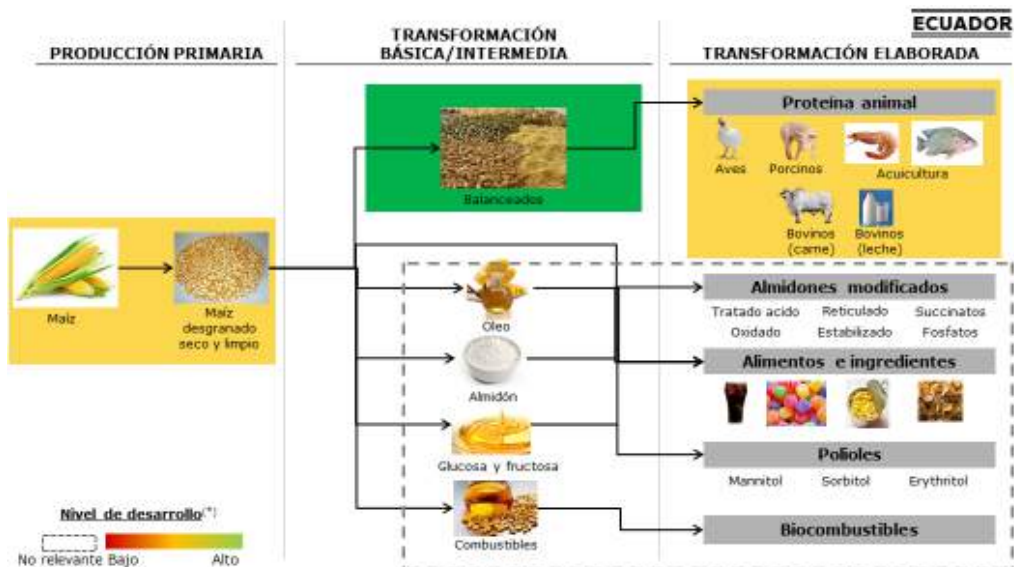 ECUADOR
PRODUCCIÓN PRIMARIA
TRANSFORMACIÓN
BÁSICA/INTERMEDIA
TRANSFORMACIÓN ELABORADA
Maíz
Maíz
desgranado
seco y limpio
Balanceados
Oleo
Almidón
Glucosa y fructosa
Combustibles
Proteína animal
Aves
Porcinos
Acuicultura
Bovinos
(carne)
Bovinos
(leche)
Almidones modificados
Tratado acido
Reticulado
Succinatos
Oxidado
Estabilizado
Fosfatos
Alimentos e ingredientes
Polioles
Mannitol
Sorbitol
Erythritol
Biocombustibles
Nivel de desarrollo(*)
No relevante
Bajo
Alto